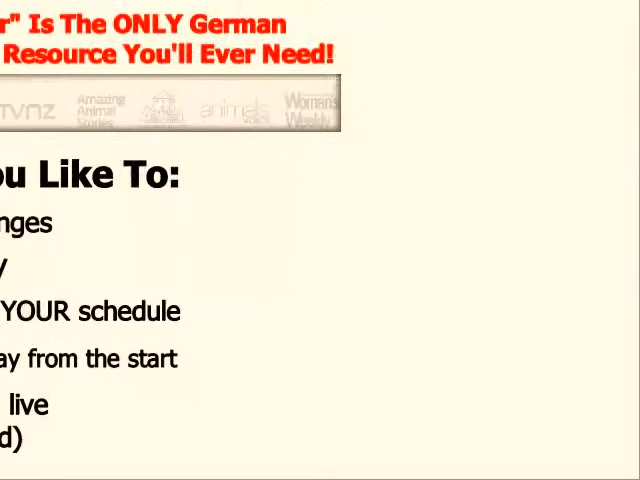 r" Is The ONLY German
Resource You'll Ever Need!
TVNZ Amazing Animal Stories animals Woman's Weekly
ou Like To:
nges
y
YOUR schedule
ay from the start
live
d)